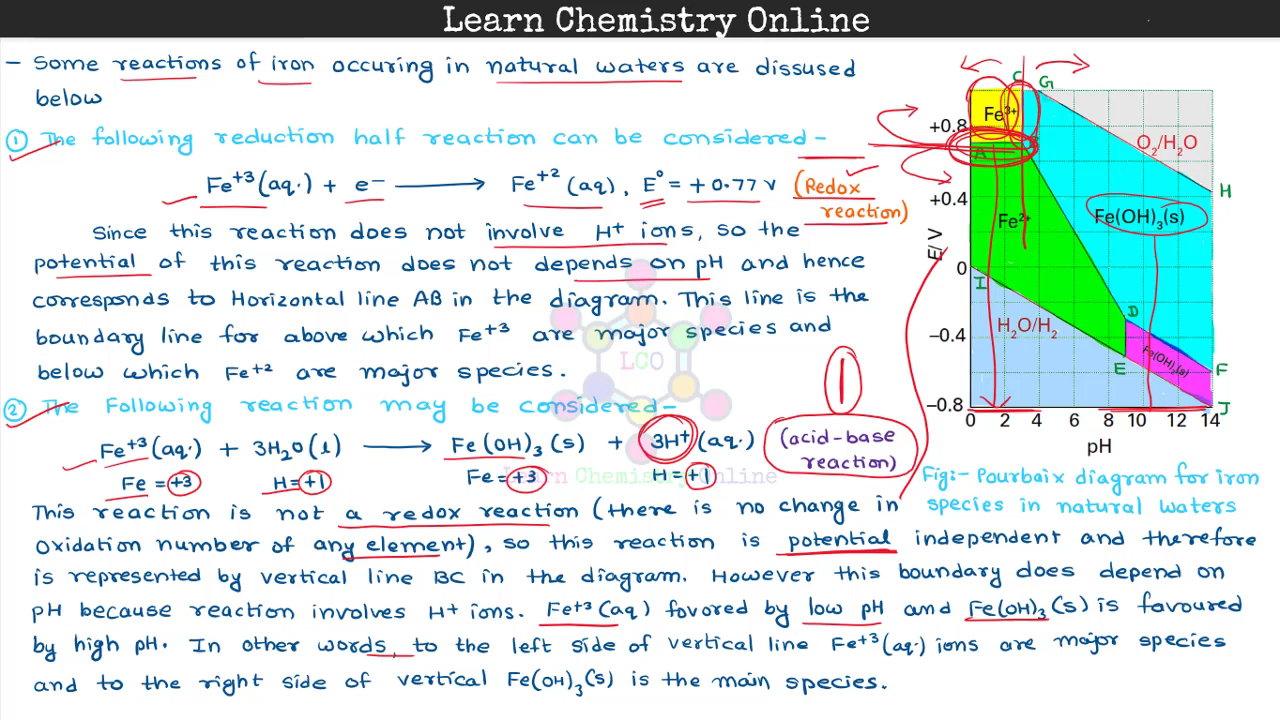 Learn Chemistry Online
- Some reactions of iron occuring in natural waters are dissused
below
① The following reduction half reaction can be considered-
Fe+3(aq.) + e- ⟶ Fe+2(aq), E° = +0.77 V (Redox
reaction)
Since this reaction does not involve H+ ions, so the
potential of this reaction does not depends on pH and hence
corresponds to Horizontal line AB in the diagram. This line is the
boundary line for above which Fe+3 are major species and
below which Fe+2 are major species.
② The Following reaction may be considered-
Fe+3(aq.) + 3H2O(l) ⟶ Fe(OH)3(s) + 3H+(aq.) (acid-base
reaction)
Fe = +3 H = +1 Fe = +3 H = +1
This reaction is not a redox reaction (there is no change in
Oxidation number of any element), so this reaction is potential independent and therefore
is represented by vertical line BC in the diagram. However this boundary does depend on
pH because reaction involves H+ ions. Fe+3(aq) favored by low pH and Fe(OH)3(s) is favoured
by high pH. In other words, to the left side of vertical line Fe+3(aq.) ions are major species
and to the right side of vertical Fe(OH)3(s) is the main species.
LCO
Learn Chemistry Online
C G
Fe3+
+0.8
A
O2/H2O
H
+0.4
Fe2+
Fe(OH)3(s)
E/V
0
I
H2O/H2
D
−0.4
E
Fe(OH)2(s)
F
−0.8
J
0 2 4 6 8 10 12 14
pH
Fig:- Pourbaix diagram for iron
species in natural waters